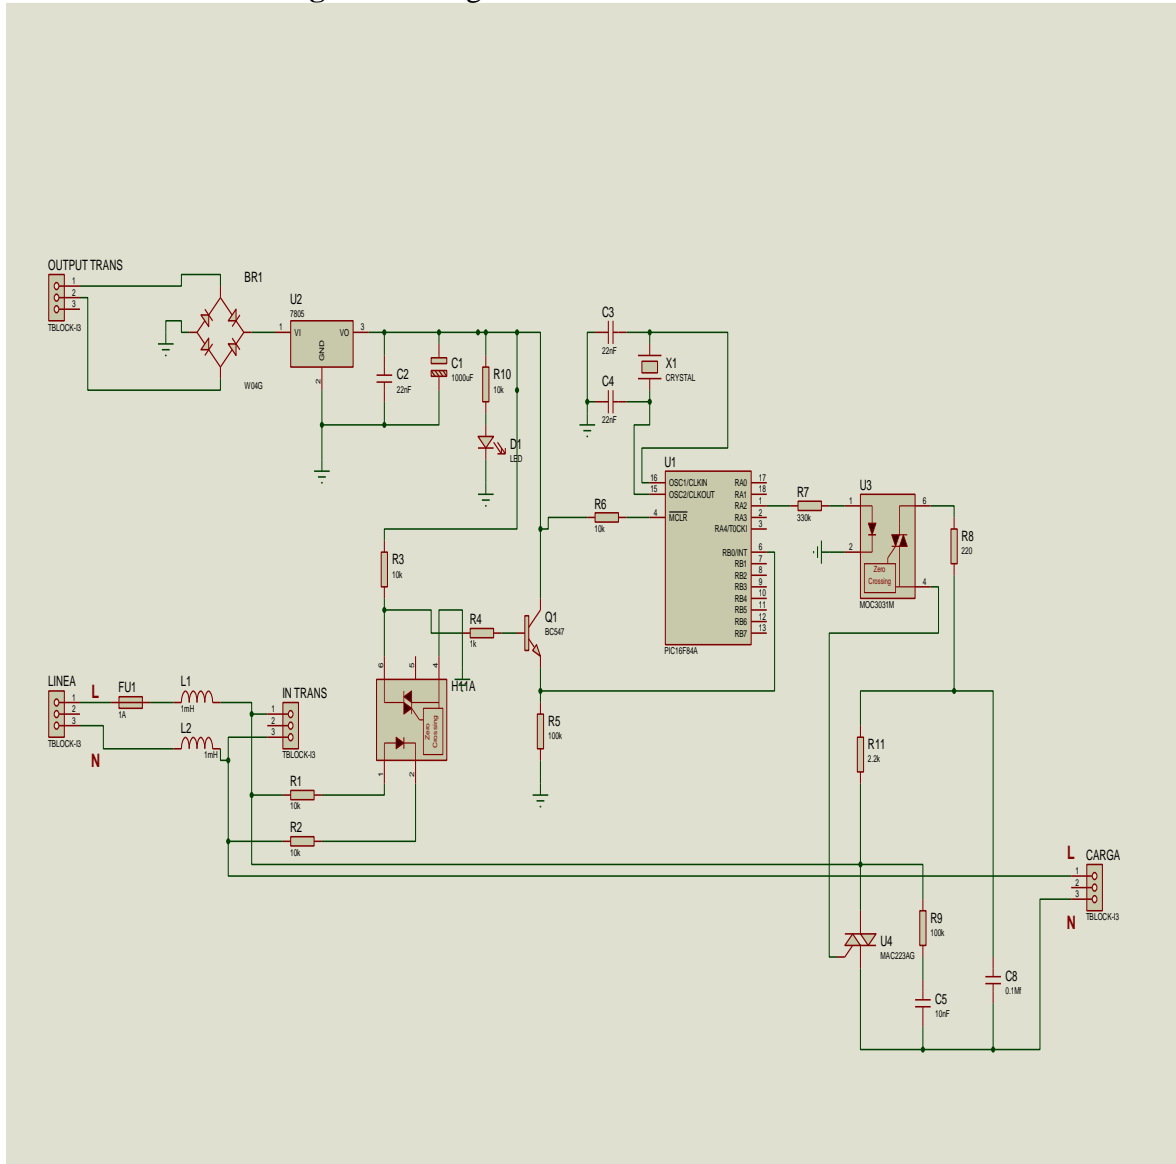 OUTPUT TRANS
1
2
3
TBLOCK-I3
BR1
W04G
U2
7805
1
VI
VO
3
GND
2
C2
22nF
C1
1000uF
R10
10k
D1
LED
C3
22nF
C4
22nF
X1
CRYSTAL
U1
16
OSC1/CLKIN
15
OSC2/CLKOUT
4
MCLR
RA0
17
RA1
18
RA2
1
RA3
2
RA4/T0CKI
3
RB0/INT
6
RB1
7
RB2
8
RB3
9
RB4
10
RB5
11
RB6
12
RB7
13
PIC16F84A
R6
10k
R7
330k
U3
1
2
6
4
Zero
Crossing
MOC3031M
R8
220
R3
10k
R4
1k
Q1
BC547
R5
100k
6
5
4
H11A
Zero
Crossing
1
2
LINEA
1
2
3
TBLOCK-I3
L
N
FU1
1A
L1
1mH
L2
1mH
IN TRANS
1
2
3
TBLOCK-I3
R1
10k
R2
10k
R11
2.2k
U4
MAC223AG
R9
100k
C5
10nF
C8
0.1Mf
L
N
CARGA
1
2
3
TBLOCK-I3